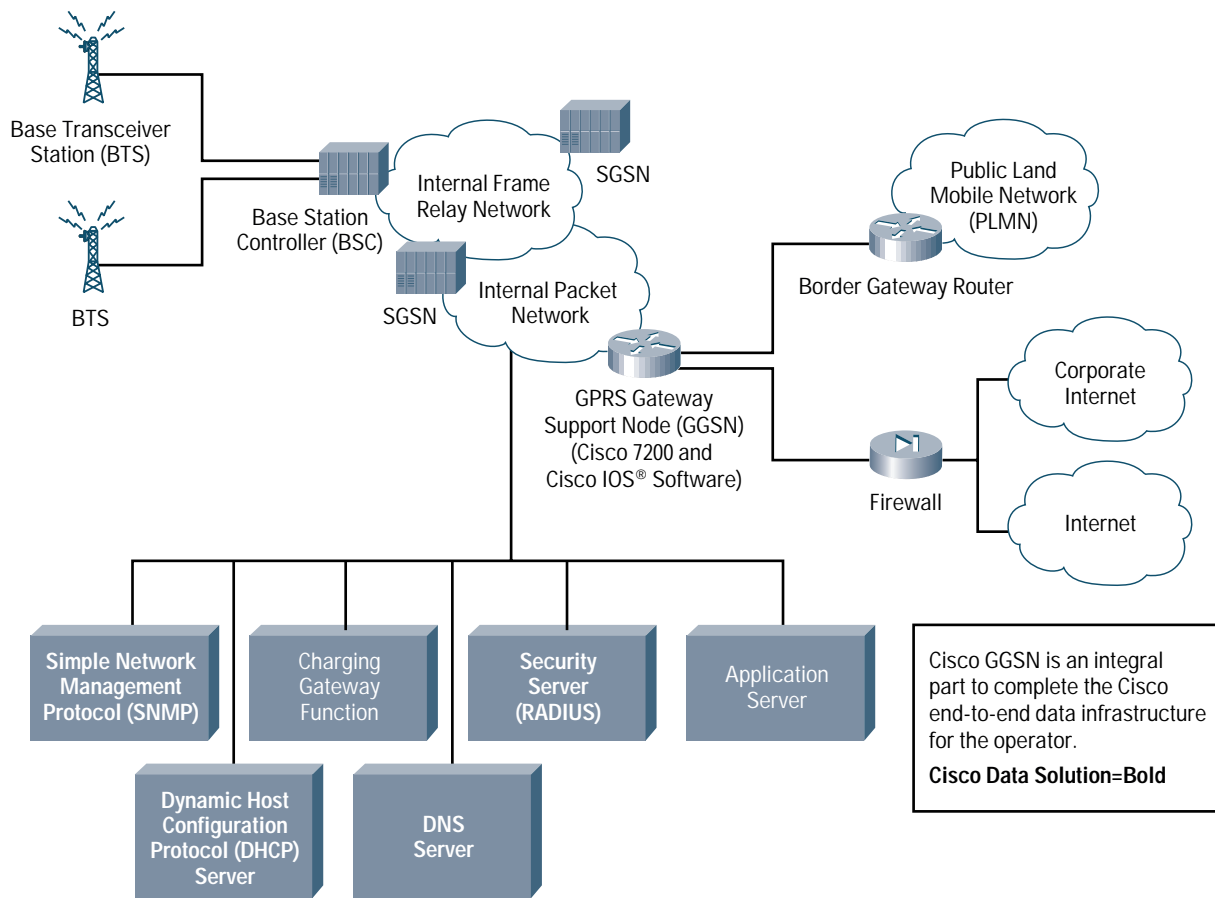 Base Transceiver
Station (BTS)
BTS
Base Station
Controller (BSC)
Internal Frame
Relay Network
SGSN
SGSN
Internal Packet
Network
Public Land
Mobile Network
(PLMN)
Border Gateway Router
GPRS Gateway
Support Node (GGSN)
(Cisco 7200 and
Cisco IOS® Software)
Firewall
Corporate
Internet
Internet
Simple Network
Management
Protocol (SNMP)
Charging
Gateway
Function
Security
Server
(RADIUS)
Application
Server
Dynamic Host
Configuration
Protocol (DHCP)
Server
DNS
Server
Cisco GGSN is an integral
part to complete the Cisco
end-to-end data infrastructure
for the operator.
Cisco Data Solution=Bold